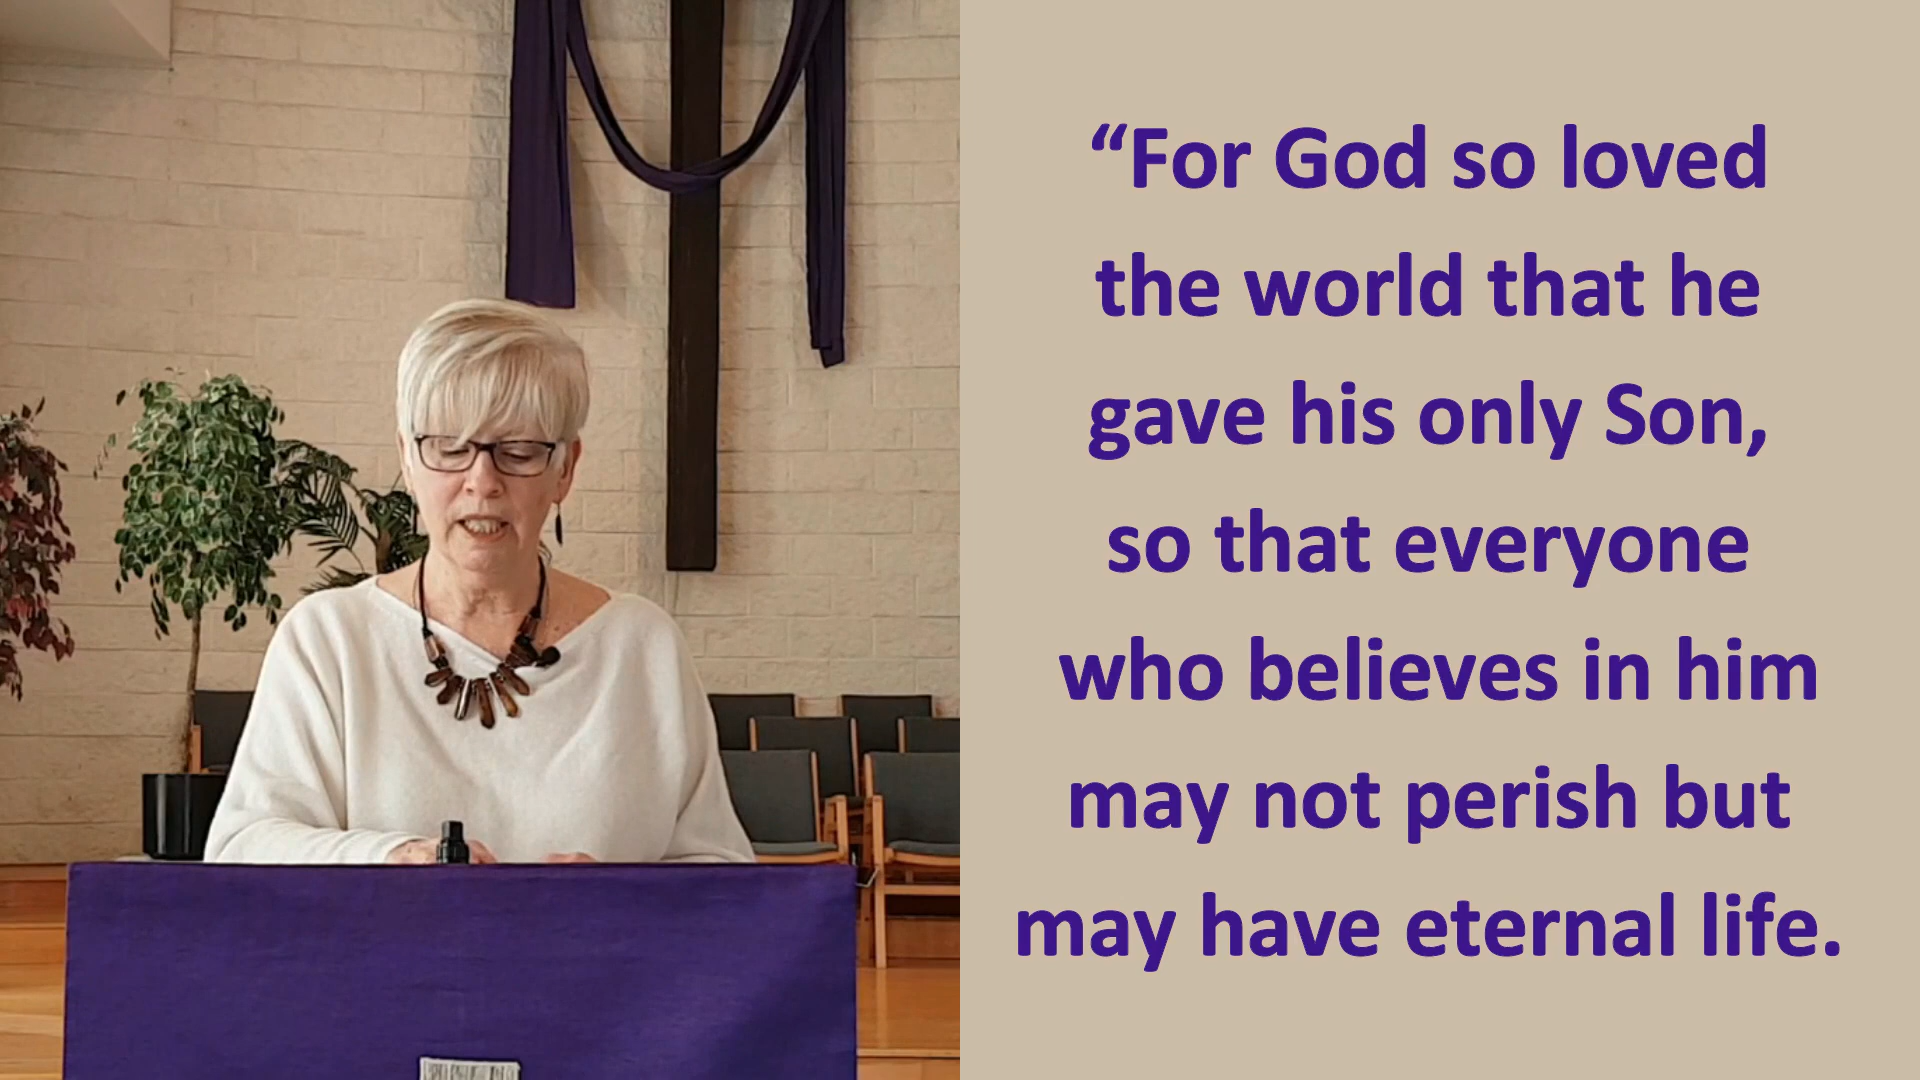 “For God so loved
the world that he
gave his only Son,
so that everyone
who believes in him
may not perish but
may have eternal life.